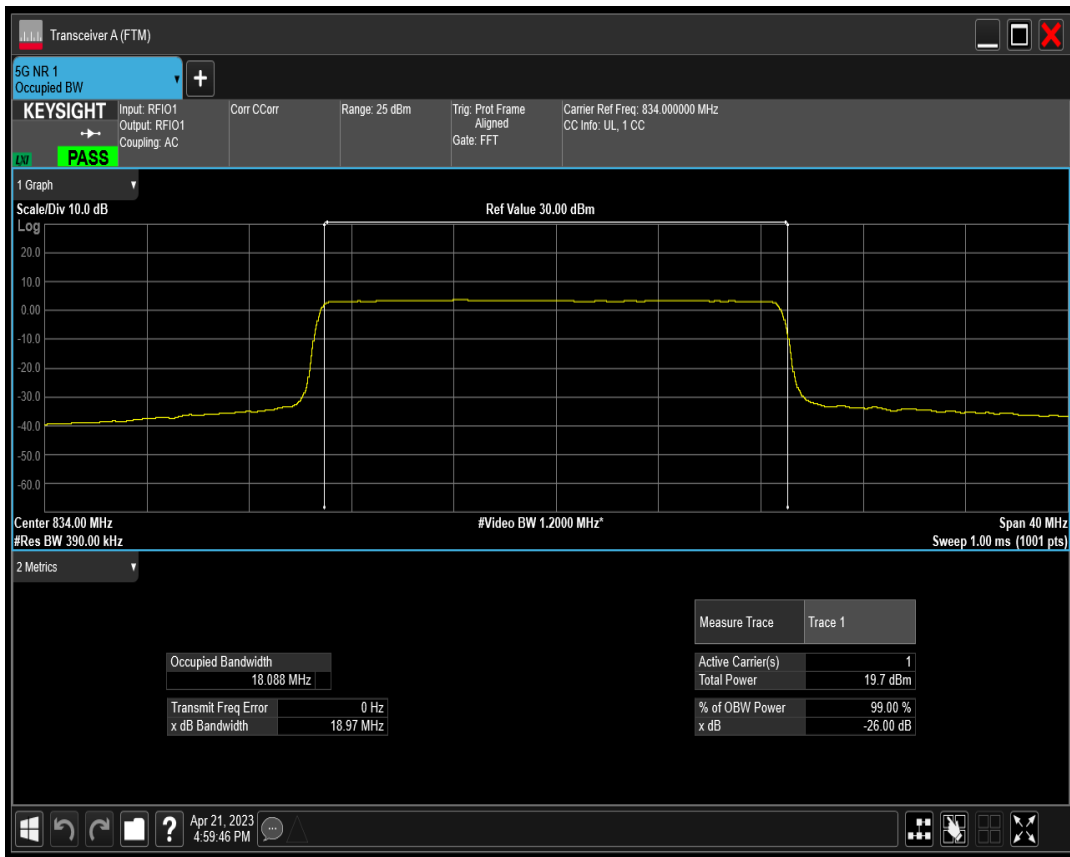 Transceiver A (FTM)
5G NR 1
Occupied BW
+
KEYSIGHT
LXI
PASS
Input: RFIO1
Output: RFIO1
Coupling: AC
Corr CCorr
Range: 25 dBm
Trig: Prot Frame
Aligned
Gate: FFT
Carrier Ref Freq: 834.000000 MHz
CC Info: UL, 1 CC
1 Graph
Scale/Div 10.0 dB
Ref Value 30.00 dBm
Log
20.0
10.0
0.00
-10.0
-20.0
-30.0
-40.0
-50.0
-60.0
Center 834.00 MHz
#Video BW 1.2000 MHz*
Span 40 MHz
#Res BW 390.00 kHz
Sweep 1.00 ms (1001 pts)
2 Metrics
Measure Trace Trace 1
Occupied Bandwidth
18.088 MHz
Active Carrier(s) 1
Total Power 19.7 dBm
Transmit Freq Error 0 Hz
x dB Bandwidth 18.97 MHz
% of OBW Power 99.00 %
x dB -26.00 dB
?
Apr 21, 2023
4:59:46 PM